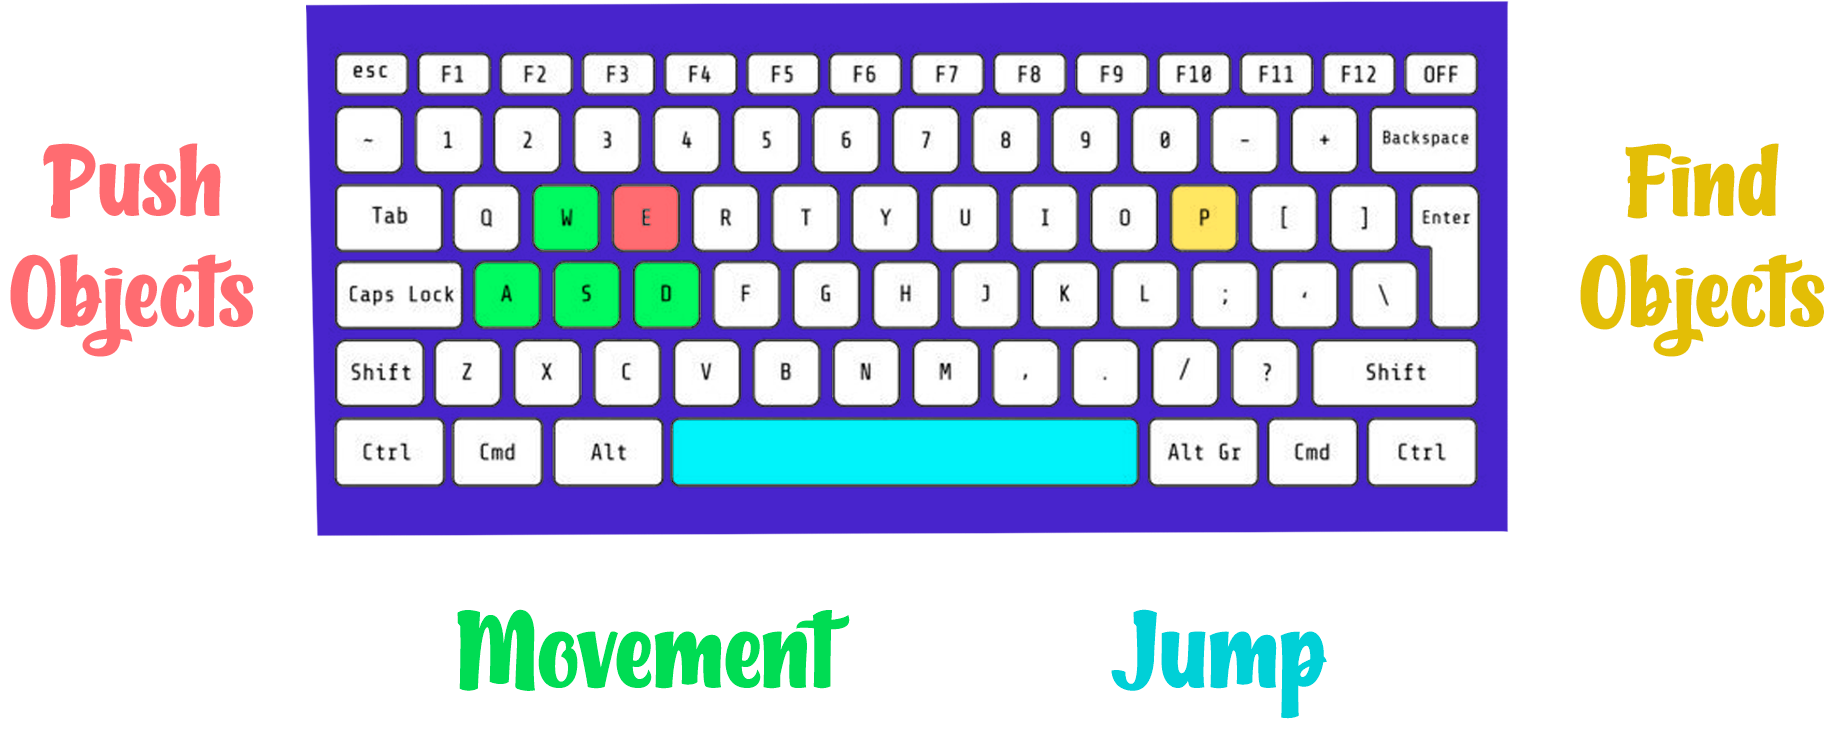 esc F1 F2 F3 F4 F5 F6 F7 F8 F9 F10 F11 F12 OFF
~ 1 2 3 4 5 6 7 8 9 0 - + Backspace
Tab Q W E R T Y U I O P [ ] Enter
Caps Lock A S D F G H J K L ; ‘ \
Shift Z X C V B N M , . / ? Shift
Ctrl Cmd Alt Alt Gr Cmd Ctrl
Push
Objects
Find
Objects
Movement
Jump